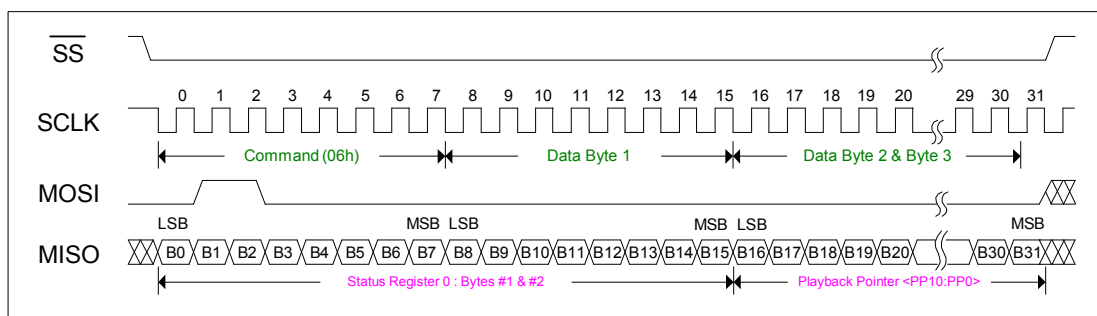 SS
0 1 2 3 4 5 6 7 8 9 10 11 12 13 14 15 16 17 18 19 20 29 30 31
SCLK
Command (06h) Data Byte 1 Data Byte 2 & Byte 3
MOSI
LSB MSB LSB MSB LSB MSB
MISO B0 B1 B2 B3 B4 B5 B6 B7 B8 B9 B10 B11 B12 B13 B14 B15 B16 B17 B18 B19 B20 B30 B31
Status Register 0 : Bytes #1 & #2 Playback Pointer <PP10:PP0>